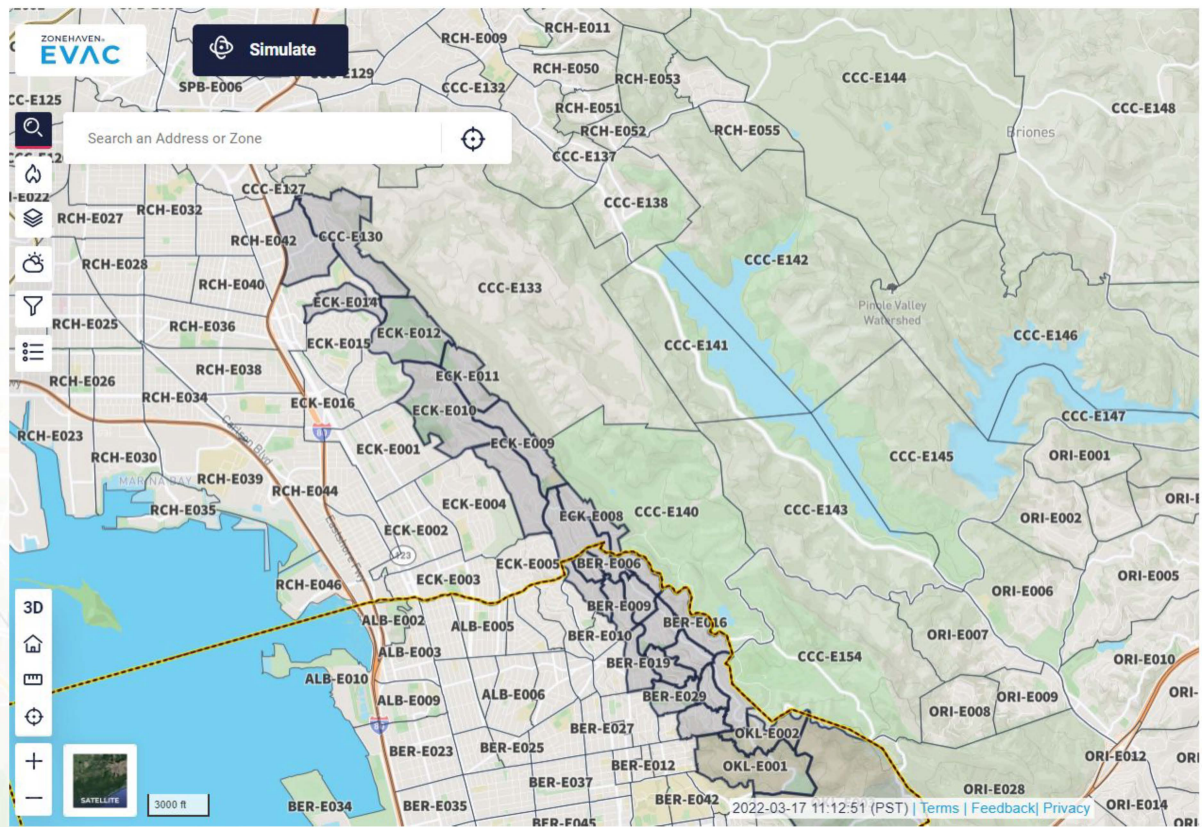 ZONEHAVEN
EVAC
Simulate
Search an Address or Zone
RCH-E011
RCH-E009
RCH-E050
RCH-E053
CCC-E144
SPB-E006
CCC-E132
CCC-E125
RCH-E051
CCC-E148
RCH-E052
RCH-E055
Briones
CCC-E137
CCC-E127
CCC-E138
RCH-E027
RCH-E032
RCH-E042
CCC-E130
RCH-E028
CCC-E142
RCH-E040
CCC-E133
ECK-E014
Pinole Valley
Watershed
RCH-E025
RCH-E036
ECK-E012
ECK-E015
CCC-E141
CCC-E146
RCH-E038
ECK-E011
RCH-E026
RCH-E034
ECK-E016
ECK-E010
CCC-E147
RCH-E023
Carlson Blvd
ECK-E001
ECK-E009
RCH-E030
CCC-E145
ORI-E001
MARINA BAY
RCH-E039
RCH-E044
ECK-E004
RCH-E035
ECK-E008
CCC-E140
CCC-E143
ORI-E002
ECK-E002
Eastshore Fwy
123
ECK-E005
BER-E006
RCH-E046
ECK-E003
ORI-E005
ORI-E006
3D
ALB-E002
ALB-E005
BER-E009
BER-E016
BER-E010
ORI-E007
ALB-E003
BER-E019
CCC-E154
ORI-E010
ALB-E010
ALB-E009
ALB-E006
BER-E029
ORI-E009
ORI-E008
BER-E027
OKL-E002
BER-E023
BER-E025
BER-E012
OKL-E001
ORI-E012
BER-E037
ORI-E028
SATELLITE
3000 ft
BER-E034
BER-E035
BER-E042
2022-03-17 11:12:51 (PST) | Terms | Feedback| Privacy
ORI-E014
BER-E045